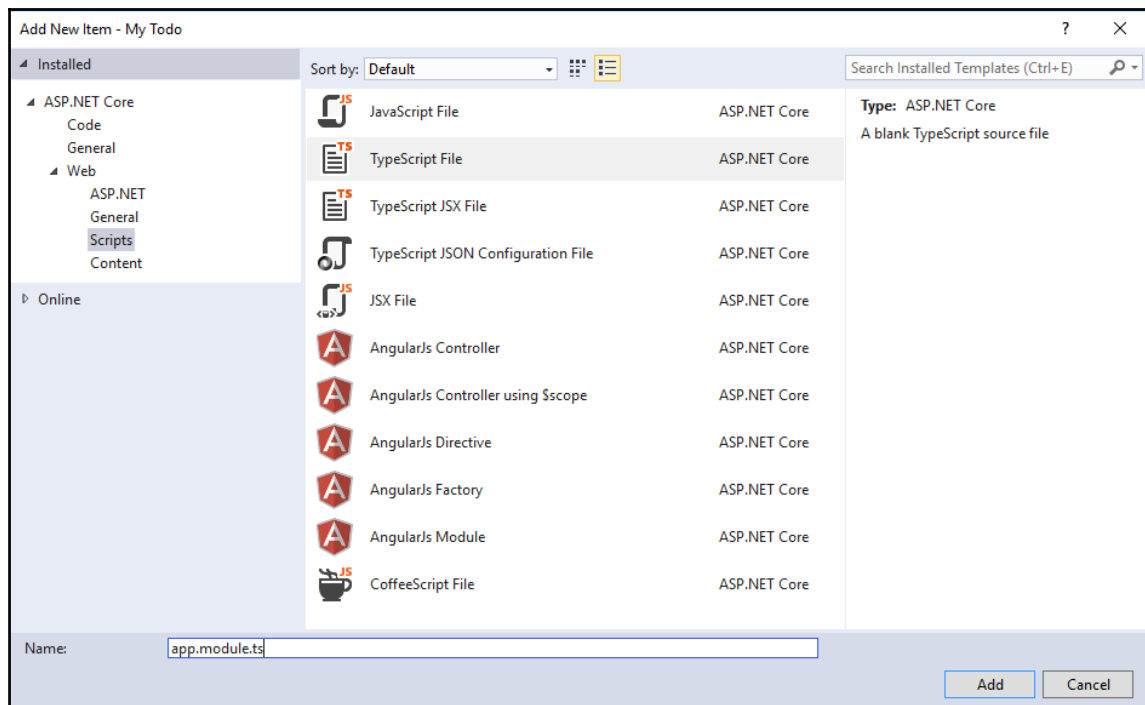 Add New Item - My Todo ?
Installed
Sort by: Default
Search Installed Templates (Ctrl+E)
ASP.NET Core
Code
General
Web
ASP.NET
General
Scripts
Content
Online
JS JavaScript File ASP.NET Core
TS TypeScript File ASP.NET Core
TS TypeScript JSX File ASP.NET Core
TypeScript JSON Configuration File ASP.NET Core
JS JSX File ASP.NET Core
A AngularJs Controller ASP.NET Core
A AngularJs Controller using $scope ASP.NET Core
A AngularJs Directive ASP.NET Core
A AngularJs Factory ASP.NET Core
A AngularJs Module ASP.NET Core
JS CoffeeScript File ASP.NET Core
Type: ASP.NET Core
A blank TypeScript source file
Name: app.module.ts
Add Cancel